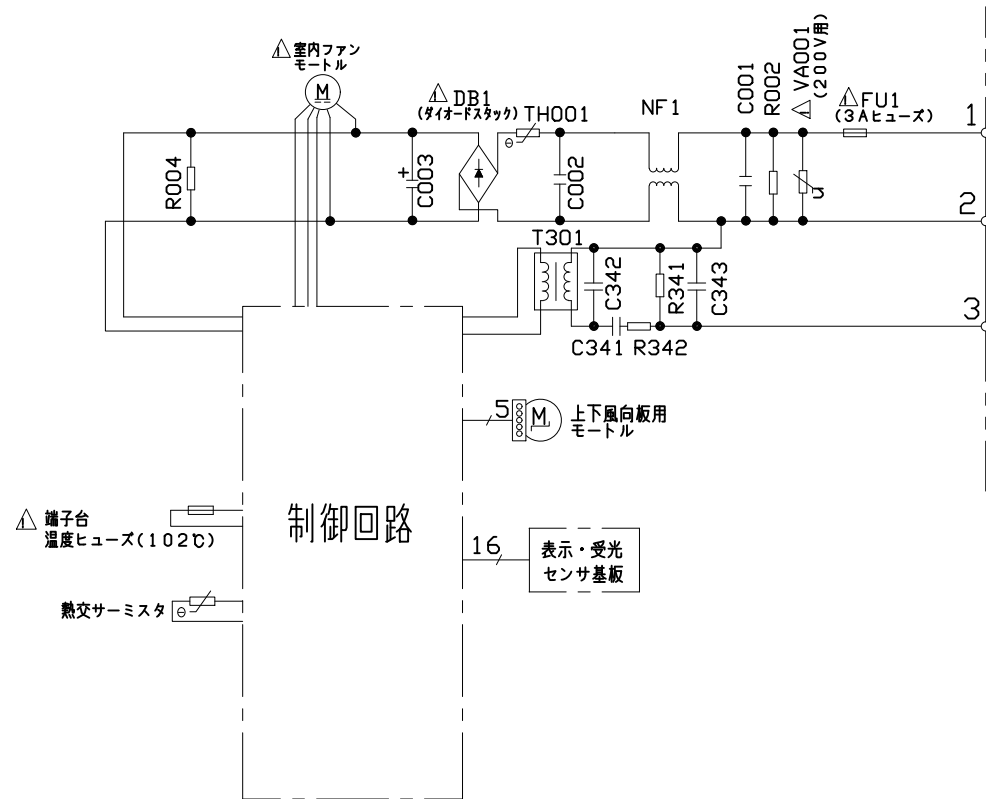 室内ファン
モートル
M
DB1
(ダイオードスタック)
TH001
NF1
C001
R002
VA001
(200V用)
FU1
(3Aヒューズ)
1
R004
+
C003
θ
C002
u
2
T301
C342
R341
C343
3
C341
R342
5
M
上下風向板用
モートル
制御回路
端子台
温度ヒューズ(102℃)
16
表示・受光
センサ基板
熱交サーミスタ
θ